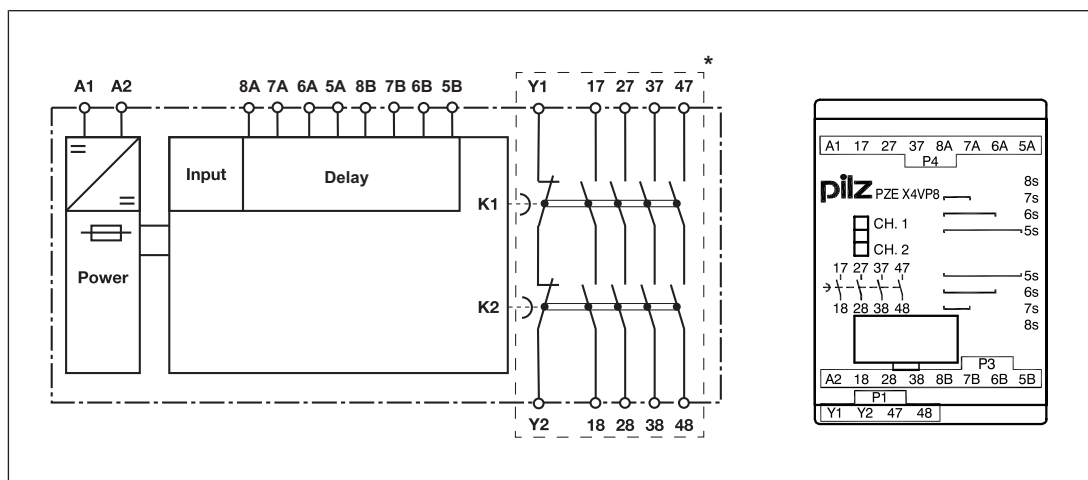 *
A1 A2 8A 7A 6A 5A 8B 7B 6B 5B Y1 17 27 37 47
Input Delay
K1
Power
K2
Y2 18 28 38 48
A1 17 27 37 8A 7A 6A 5A
P4
pilz PZE X4VP8
8s
7s
6s
5s
CH. 1
CH. 2
17 27 37 47
18 28 38 48
5s
6s
7s
8s
P3
A2 18 28 38 8B 7B 6B 5B
P1
Y1 Y2 47 48